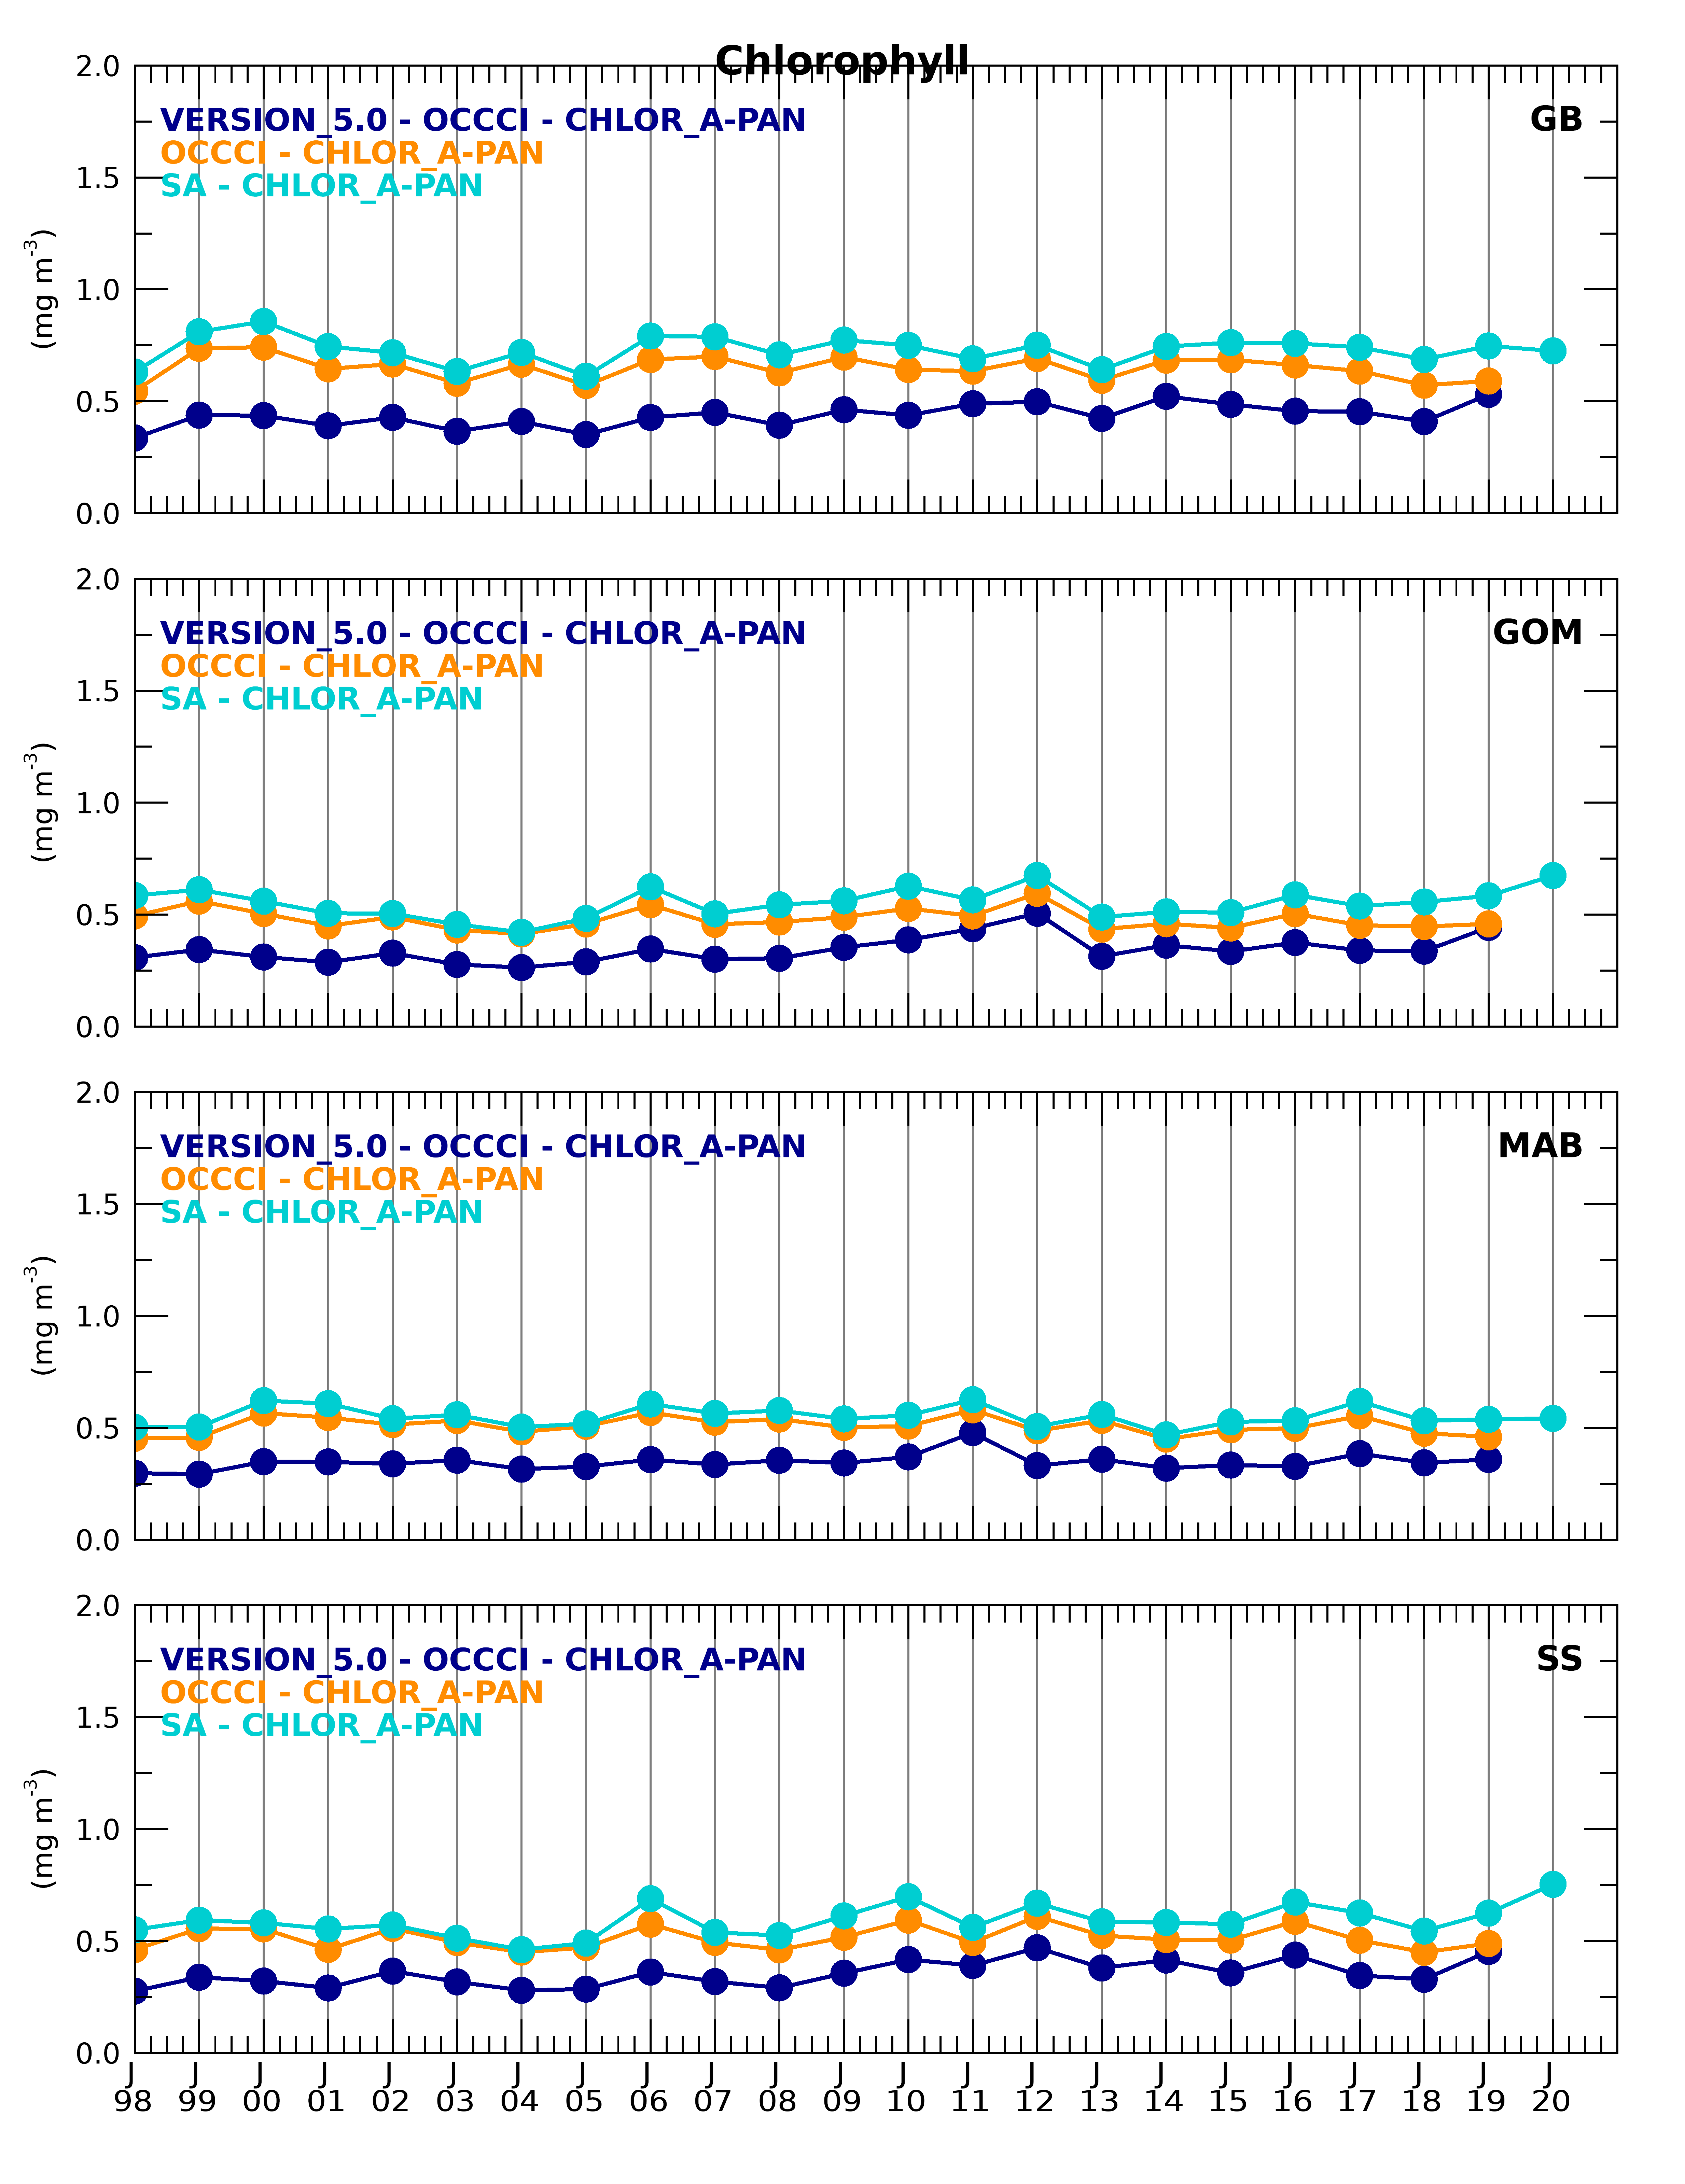 Chlorophyll
2.0
VERSION_5.0 - OCCCI - CHLOR_A-PAN
GB
OCCCI - CHLOR_A-PAN
1.5
SA - CHLOR_A-PAN
(mg m-3)
1.0
0.5
0.0
2.0
VERSION_5.0 - OCCCI - CHLOR_A-PAN
GOM
OCCCI - CHLOR_A-PAN
1.5
SA - CHLOR_A-PAN
(mg m-3)
1.0
0.5
0.0
2.0
VERSION_5.0 - OCCCI - CHLOR_A-PAN
MAB
OCCCI - CHLOR_A-PAN
1.5
SA - CHLOR_A-PAN
(mg m-3)
1.0
0.5
0.0
2.0
VERSION_5.0 - OCCCI - CHLOR_A-PAN
SS
OCCCI - CHLOR_A-PAN
1.5
SA - CHLOR_A-PAN
(mg m-3)
1.0
0.5
0.0
J J J J J J J J J J J J J J J J J J J J J J J
98 99 00 01 02 03 04 05 06 07 08 09 10 11 12 13 14 15 16 17 18 19 20